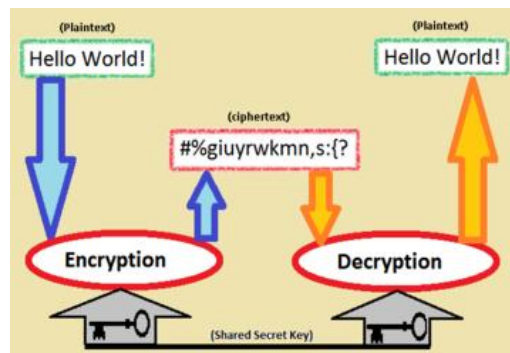 (Plaintext)
Hello World!
(Plaintext)
Hello World!
(ciphertext)
#%giuyrwkmn,s:{?
Encryption
Decryption
(Shared Secret Key)